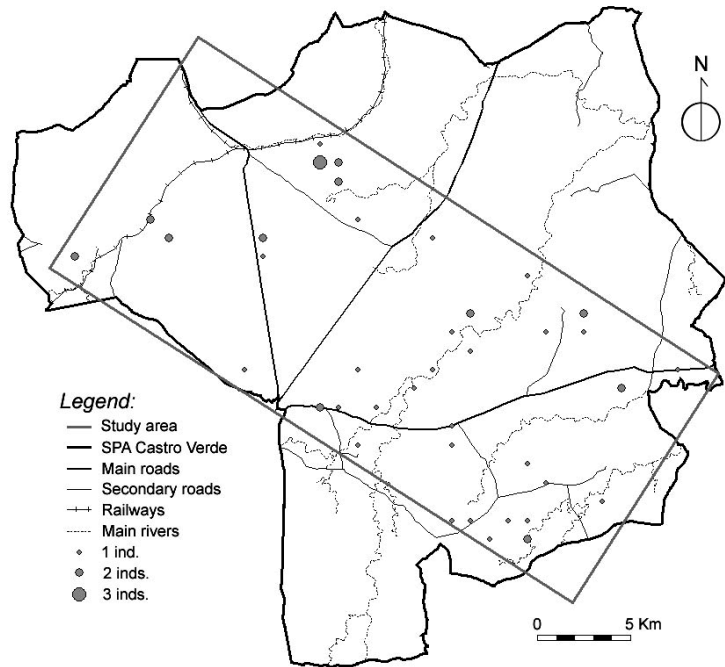 N
Legend:
Study area
SPA Castro Verde
Main roads
Secondary roads
Railways
Main rivers
1 ind.
2 inds.
3 inds.
0 5 Km